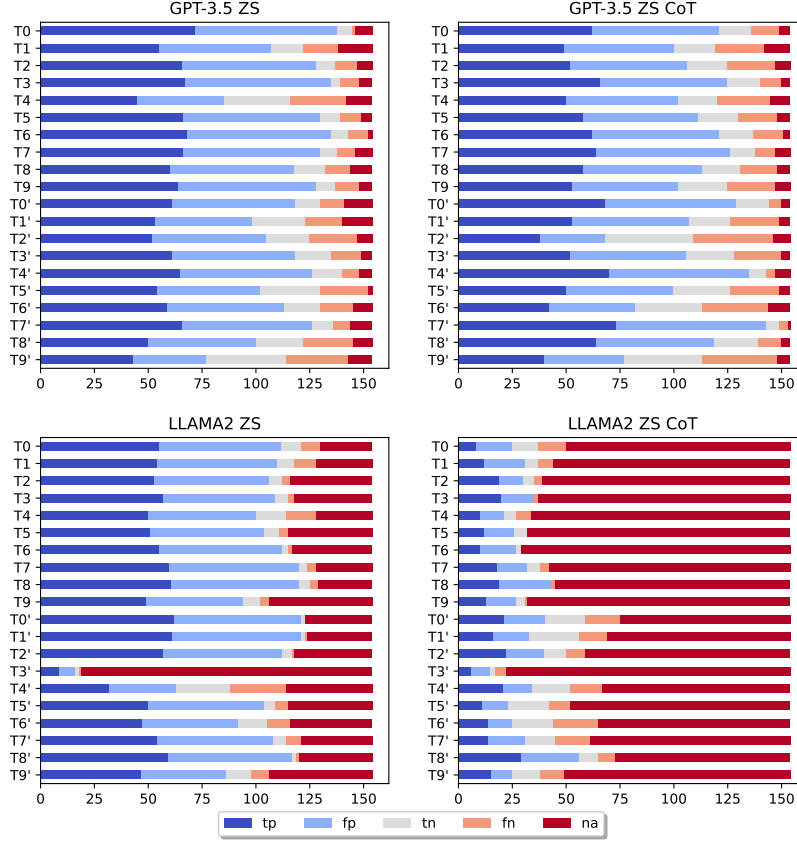 GPT-3.5 ZS
T0
T1
T2
T3
T4
T5
T6
T7
T8
T9
T0'
T1'
T2'
T3'
T4'
T5'
T6'
T7'
T8'
T9'
0 25 50 75 100 125 150
GPT-3.5 ZS CoT
T0
T1
T2
T3
T4
T5
T6
T7
T8
T9
T0'
T1'
T2'
T3'
T4'
T5'
T6'
T7'
T8'
T9'
0 25 50 75 100 125 150
LLAMA2 ZS
T0
T1
T2
T3
T4
T5
T6
T7
T8
T9
T0'
T1'
T2'
T3'
T4'
T5'
T6'
T7'
T8'
T9'
0 25 50 75 100 125 150
LLAMA2 ZS CoT
T0
T1
T2
T3
T4
T5
T6
T7
T8
T9
T0'
T1'
T2'
T3'
T4'
T5'
T6'
T7'
T8'
T9'
0 25 50 75 100 125 150
tp fp tn fn na